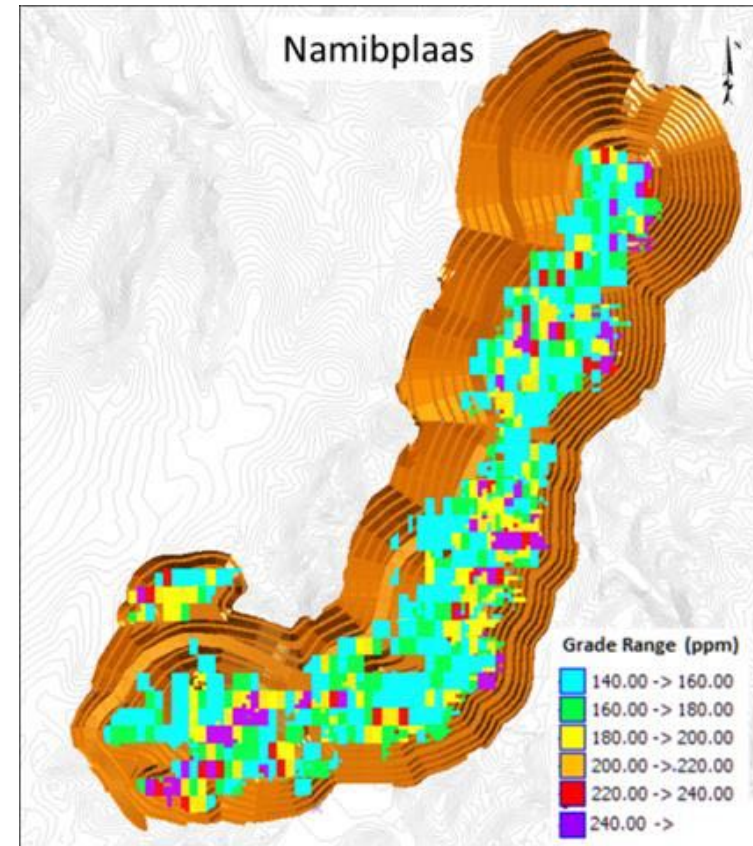 Namibplaas
N
Grade Range (ppm)
140.00 -> 160.00
160.00 -> 180.00
180.00 -> 200.00
200.00 -> 220.00
220.00 -> 240.00
240.00 ->